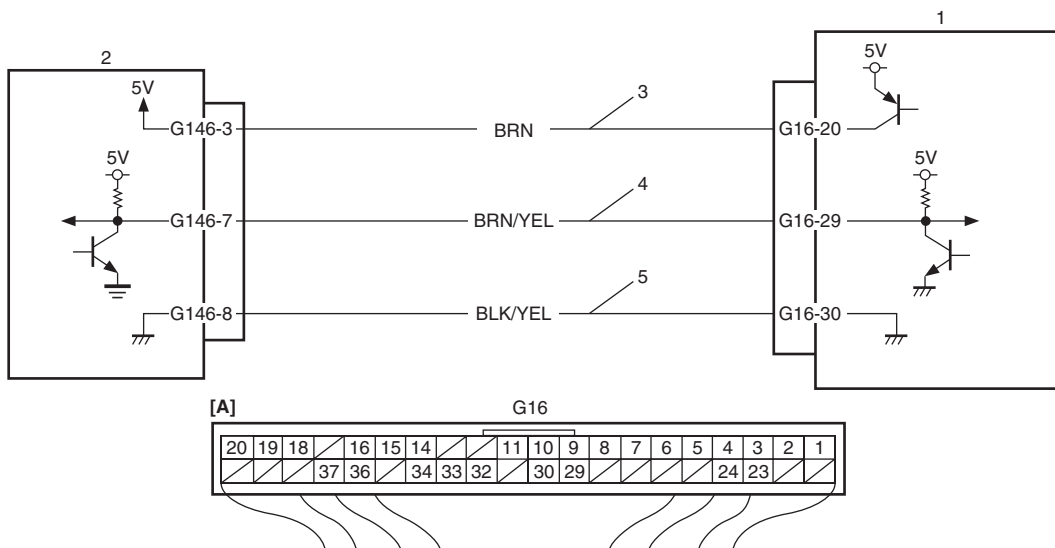 1
2
5V
5V
3
G146-3
BRN
G16-20
5V
5V
4
G146-7
BRN/YEL
G16-29
5
G146-8
BLK/YEL
G16-30
[A]
G16
20 19 18 16 15 14 11 10 9 8 7 6 5 4 3 2 1
37 36 34 33 32 30 29 24 23